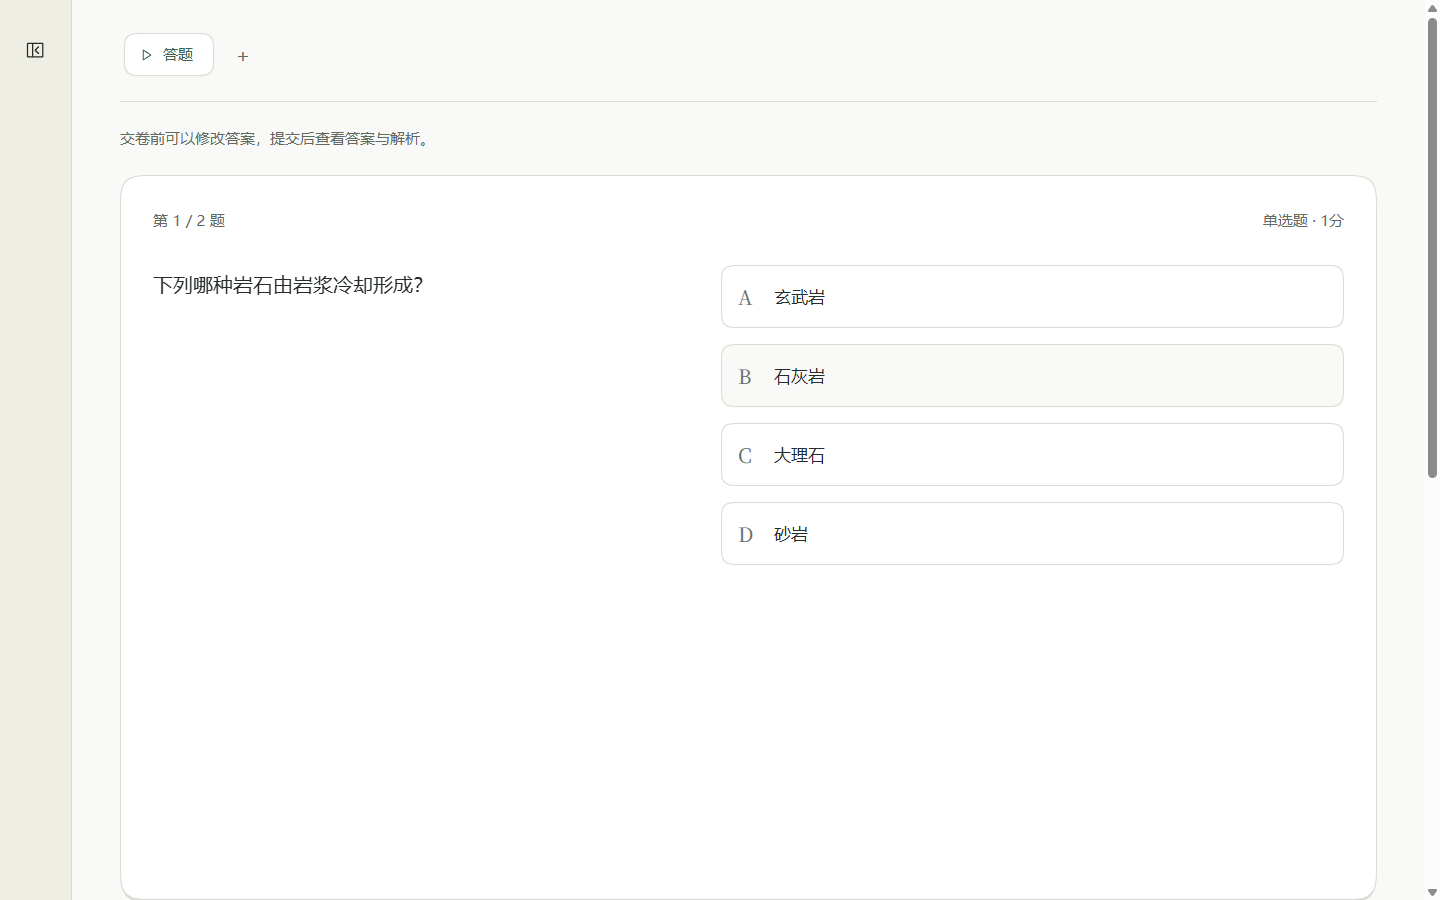 答题
+
交卷前可以修改答案，提交后查看答案与解析。
第 1 / 2 题
单选题 · 1分
下列哪种岩石由岩浆冷却形成?
A 玄武岩
B 石灰岩
C 大理石
D 砂岩